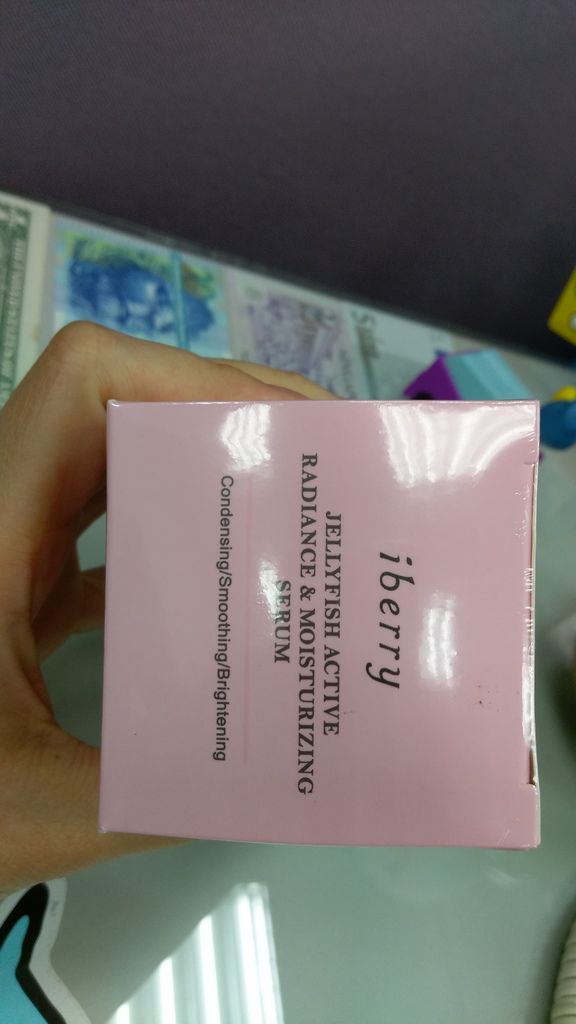 iberry
JELLYFISH ACTIVE
RADIANCE & MOISTURIZING
SERUM
Condensing/Smoothing/Brightening